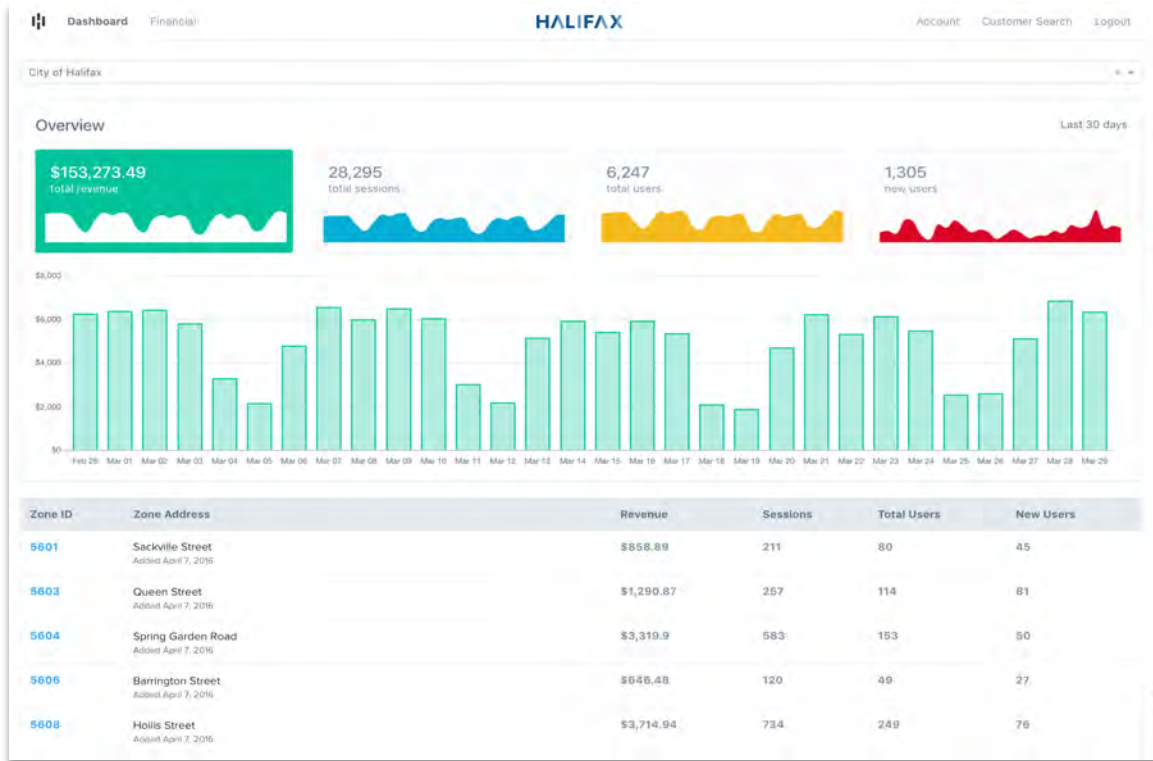 Dashboard Financial HALIFAX Account Customer Search Logout
City of Halifax
Overview Last 30 days
$153,273.49 28,295 6,247 1,305
total revenue total sessions total users new users
$8,000
$6,000
$4,000
$2,000
$0
Feb 28 Mar 01 Mar 02 Mar 03 Mar 04 Mar 05 Mar 06 Mar 07 Mar 08 Mar 09 Mar 10 Mar 11 Mar 12 Mar 13 Mar 14 Mar 15 Mar 16 Mar 17 Mar 18 Mar 19 Mar 20 Mar 21 Mar 22 Mar 23 Mar 24 Mar 25 Mar 26 Mar 27 Mar 28 Mar 29
Zone ID Zone Address Revenue Sessions Total Users New Users
5601 Sackville Street $858.89 211 80 45
Added April 7, 2016
5603 Queen Street $1,290.87 257 114 81
Added April 7, 2016
5604 Spring Garden Road $3,319.9 583 153 50
Added April 7, 2016
5606 Barrington Street $646.48 120 49 27
Added April 7, 2016
5608 Hollis Street $3,714.94 734 249 76
Added April 7, 2016